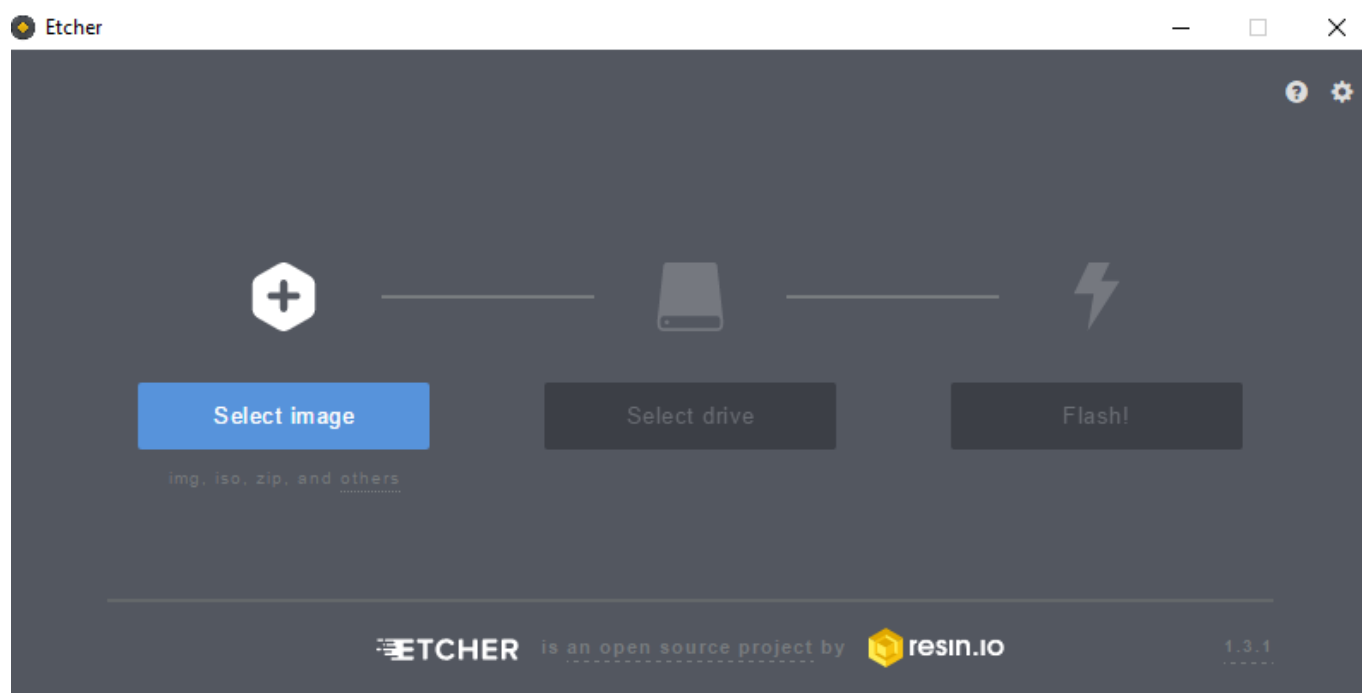 Etcher
Select image
Select drive
Flash!
img, iso, zip, and others
ETCHER is an open source project by resin.io
1.3.1